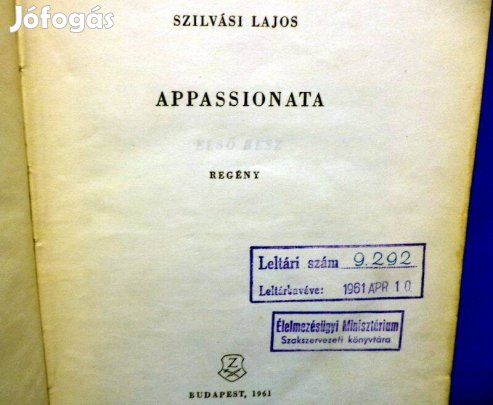 Jófogás
SZILVÁSI LAJOS
APPASSIONATA
ELSŐ RÉSZ
REGÉNY
Leltári szám 9.292
Leltárbavéve: 1961 APR 10
Élelmezésügyi Minisztérium
Szakszervezeti könyvtára
Z
BUDAPEST, 1961